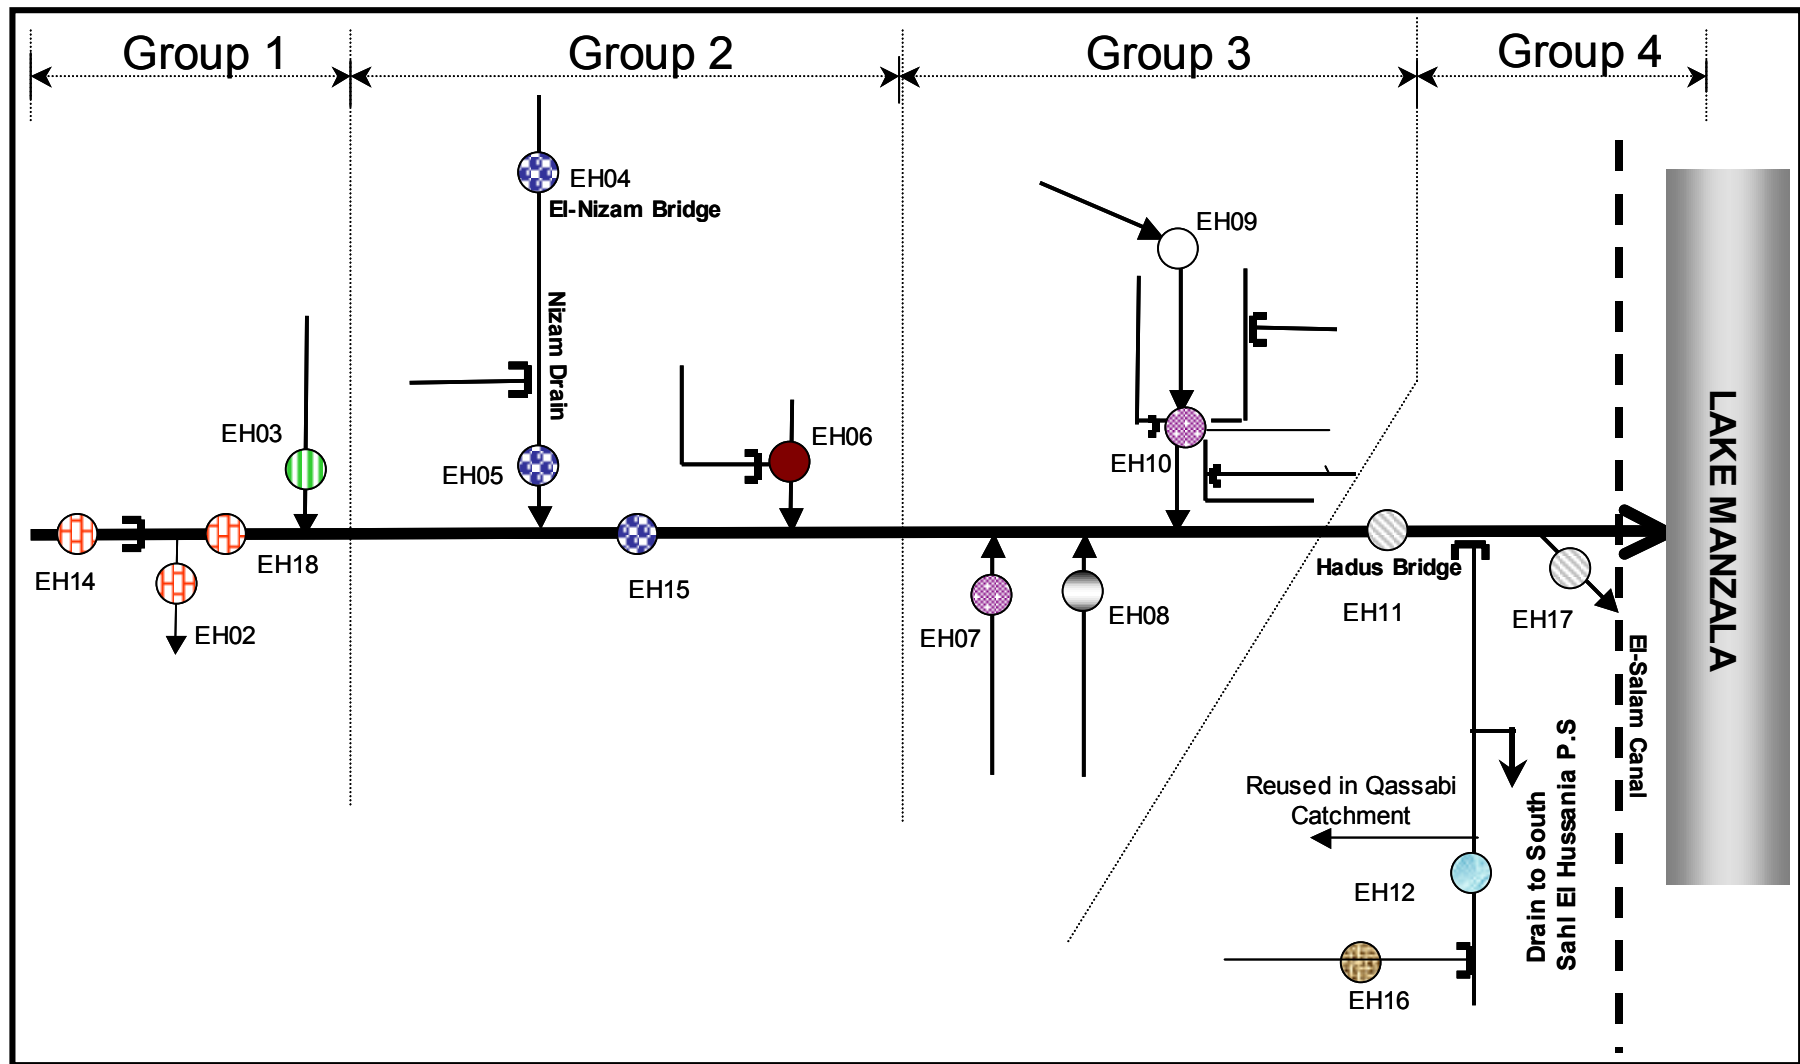 Group 1
Group 2
Group 3
Group 4
EH04
El-Nizam Bridge
EH09
Nizam Drain
EH03
EH05
EH06
EH10
EH14
EH18
EH02
EH15
EH07
EH08
Hadus Bridge
EH11
EH17
LAKE MANZALA
El-Salam Canal
Reused in Qassabi
Catchment
EH12
Drain to South
Sahl El Hussania P.S
EH16